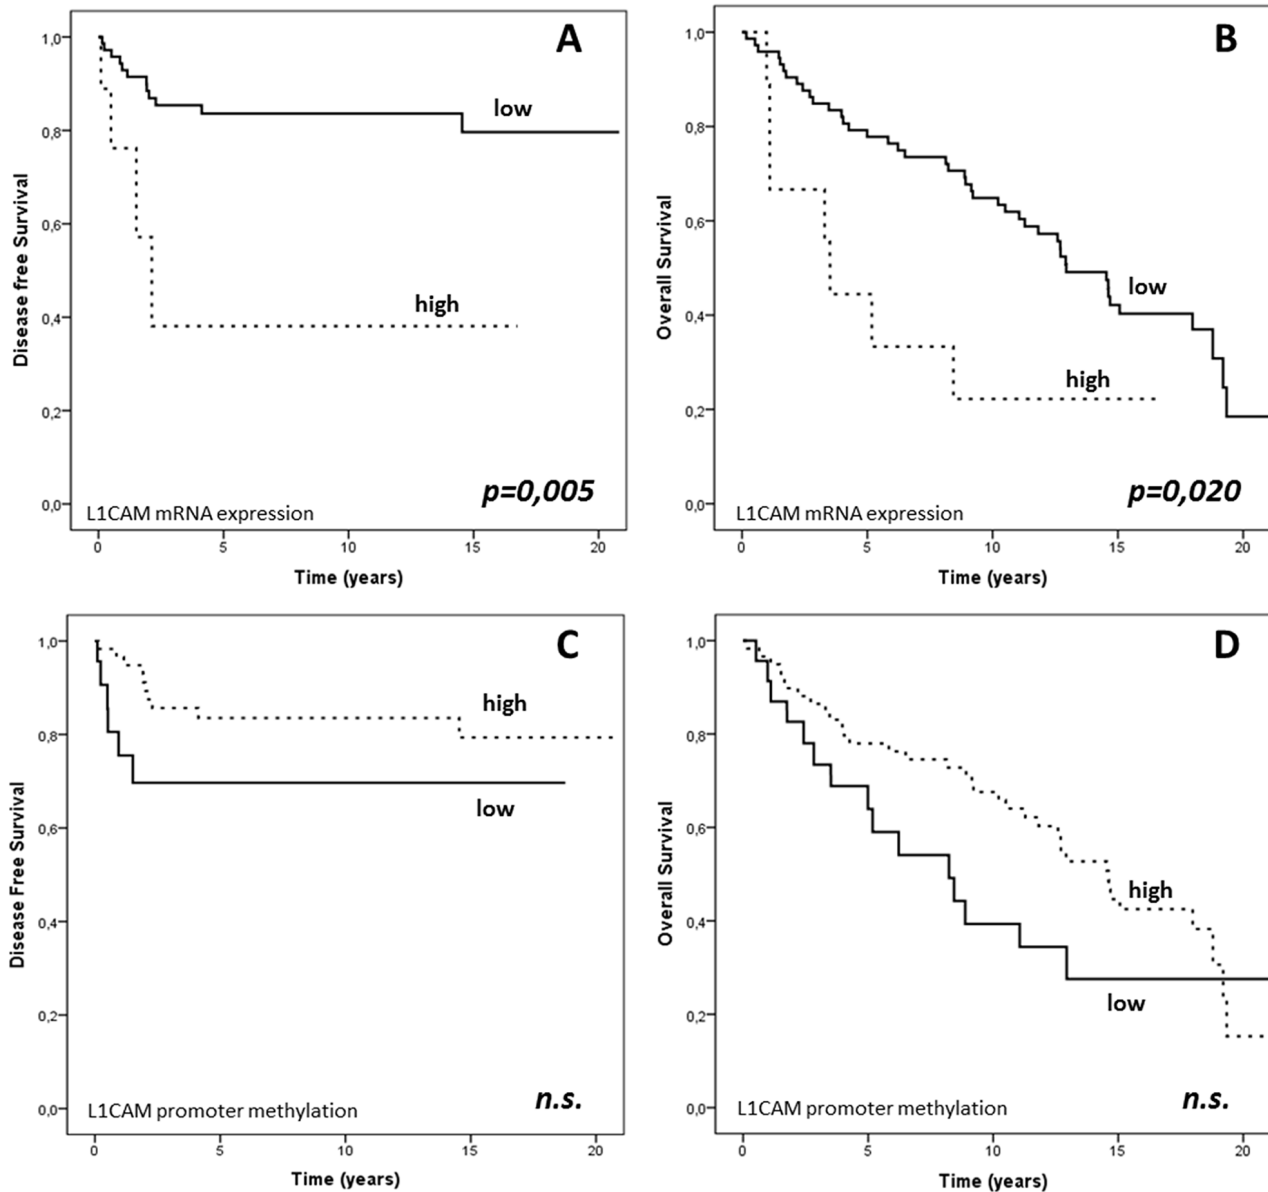 A
1,0
0,8
0,6
0,4
0,2
0,0
Disease free Survival
low
high
p=0,005
L1CAM mRNA expression
0 5 10 15 20
Time (years)
B
1,0
0,8
0,6
0,4
0,2
0,0
Overall Survival
low
high
p=0,020
L1CAM mRNA expression
0 5 10 15 20
Time (years)
C
1,0
0,8
0,6
0,4
0,2
0,0
Disease Free Survival
high
low
n.s.
L1CAM promoter methylation
0 5 10 15 20
Time (years)
D
1,0
0,8
0,6
0,4
0,2
0,0
Overall Survival
high
low
n.s.
L1CAM promoter methylation
0 5 10 15 20
Time (years)